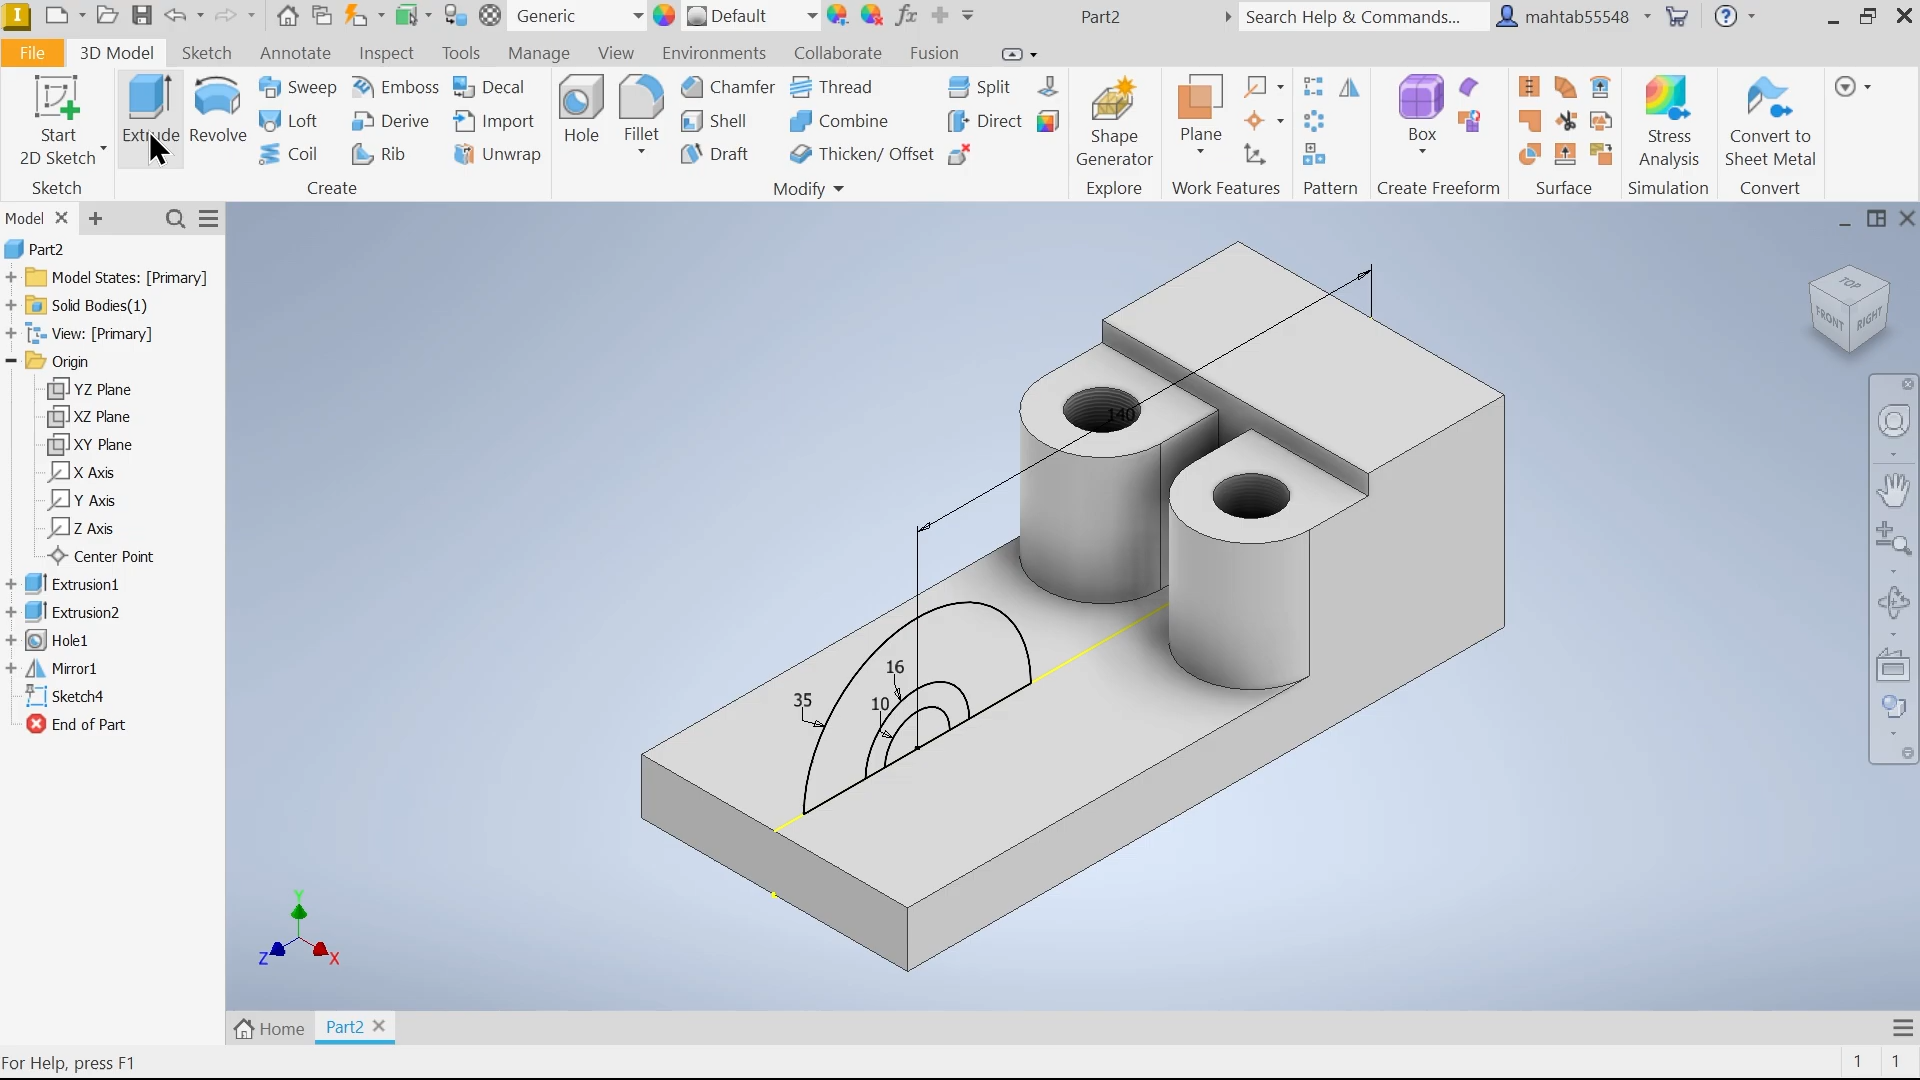 Generic
Default
Part2
Search Help & Commands...
mahtab55548
File
3D Model
Sketch
Annotate
Inspect
Tools
Manage
View
Environments
Collaborate
Fusion
Start
2D Sketch
Extrude
Revolve
Sweep
Loft
Coil
Emboss
Derive
Rib
Decal
Import
Unwrap
Hole
Fillet
Chamfer
Shell
Draft
Thread
Combine
Thicken/ Offset
Split
Direct
Shape
Generator
Plane
Box
Stress
Analysis
Convert to
Sheet Metal
Sketch
Create
Modify
Explore
Work Features
Pattern
Create Freeform
Surface
Simulation
Convert
Model
Part2
Model States: [Primary]
Solid Bodies(1)
View: [Primary]
Origin
YZ Plane
XZ Plane
XY Plane
X Axis
Y Axis
Z Axis
Center Point
Extrusion1
Extrusion2
Hole1
Mirror1
Sketch4
End of Part
TOP
FRONT
RIGHT
140
16
35
10
Y
Z
X
Home
Part2
For Help, press F1
1
1